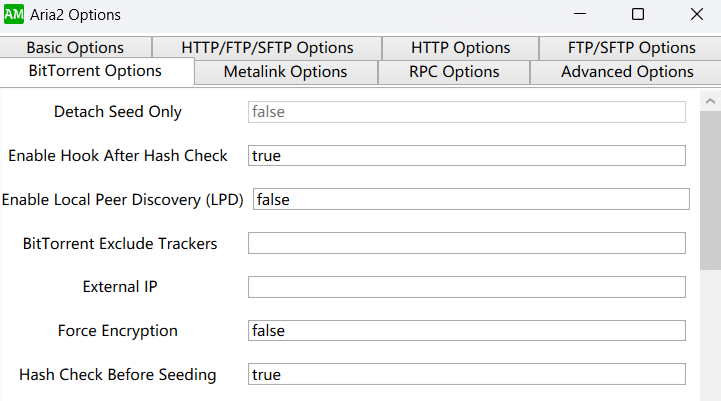 AM Aria2 Options
Basic Options HTTP/FTP/SFTP Options HTTP Options FTP/SFTP Options
BitTorrent Options Metalink Options RPC Options Advanced Options
Detach Seed Only false
Enable Hook After Hash Check true
Enable Local Peer Discovery (LPD) false
BitTorrent Exclude Trackers
External IP
Force Encryption false
Hash Check Before Seeding true